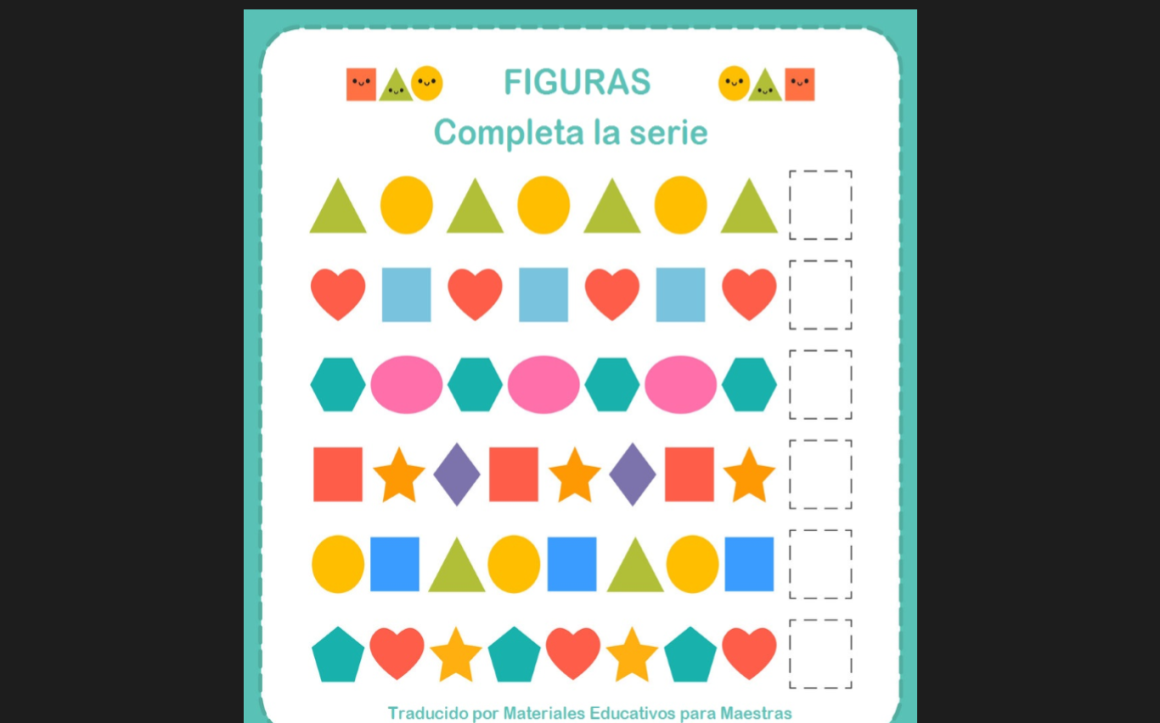 FIGURAS
Completa la serie
Traducido por Materiales Educativos para Maestras